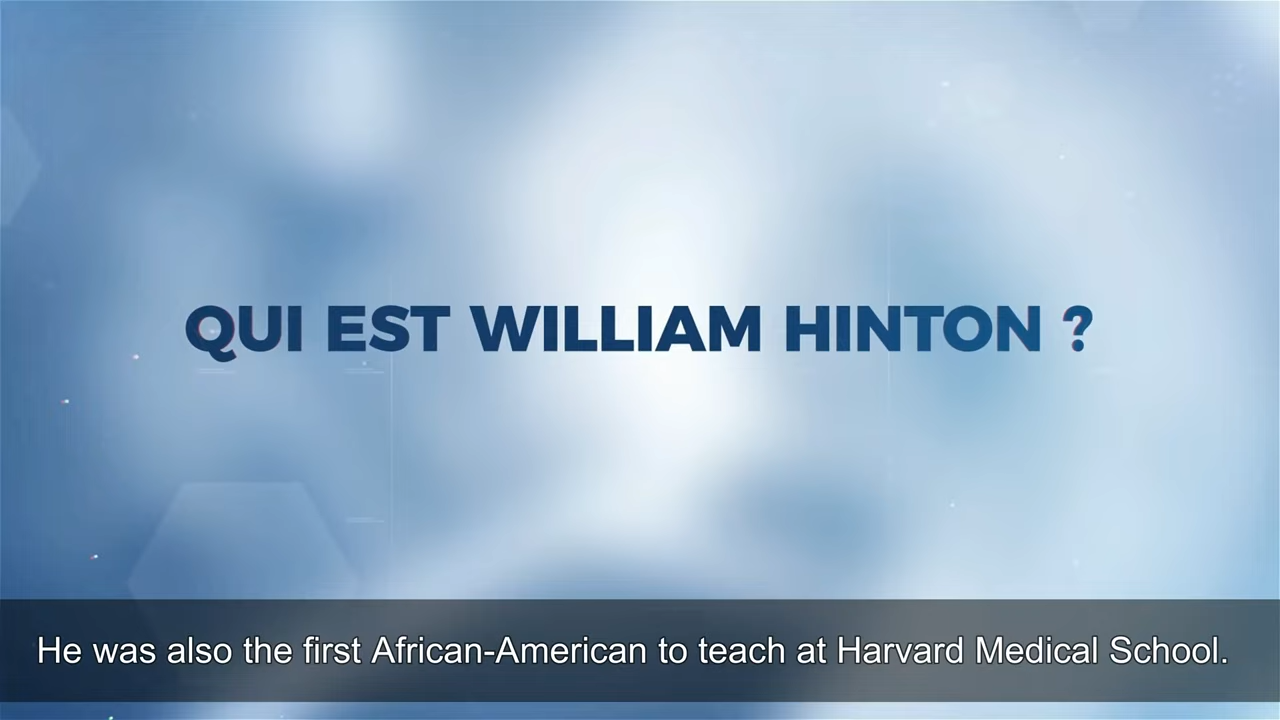 QUI EST WILLIAM HINTON ?
He was also the first African-American to teach at Harvard Medical School.